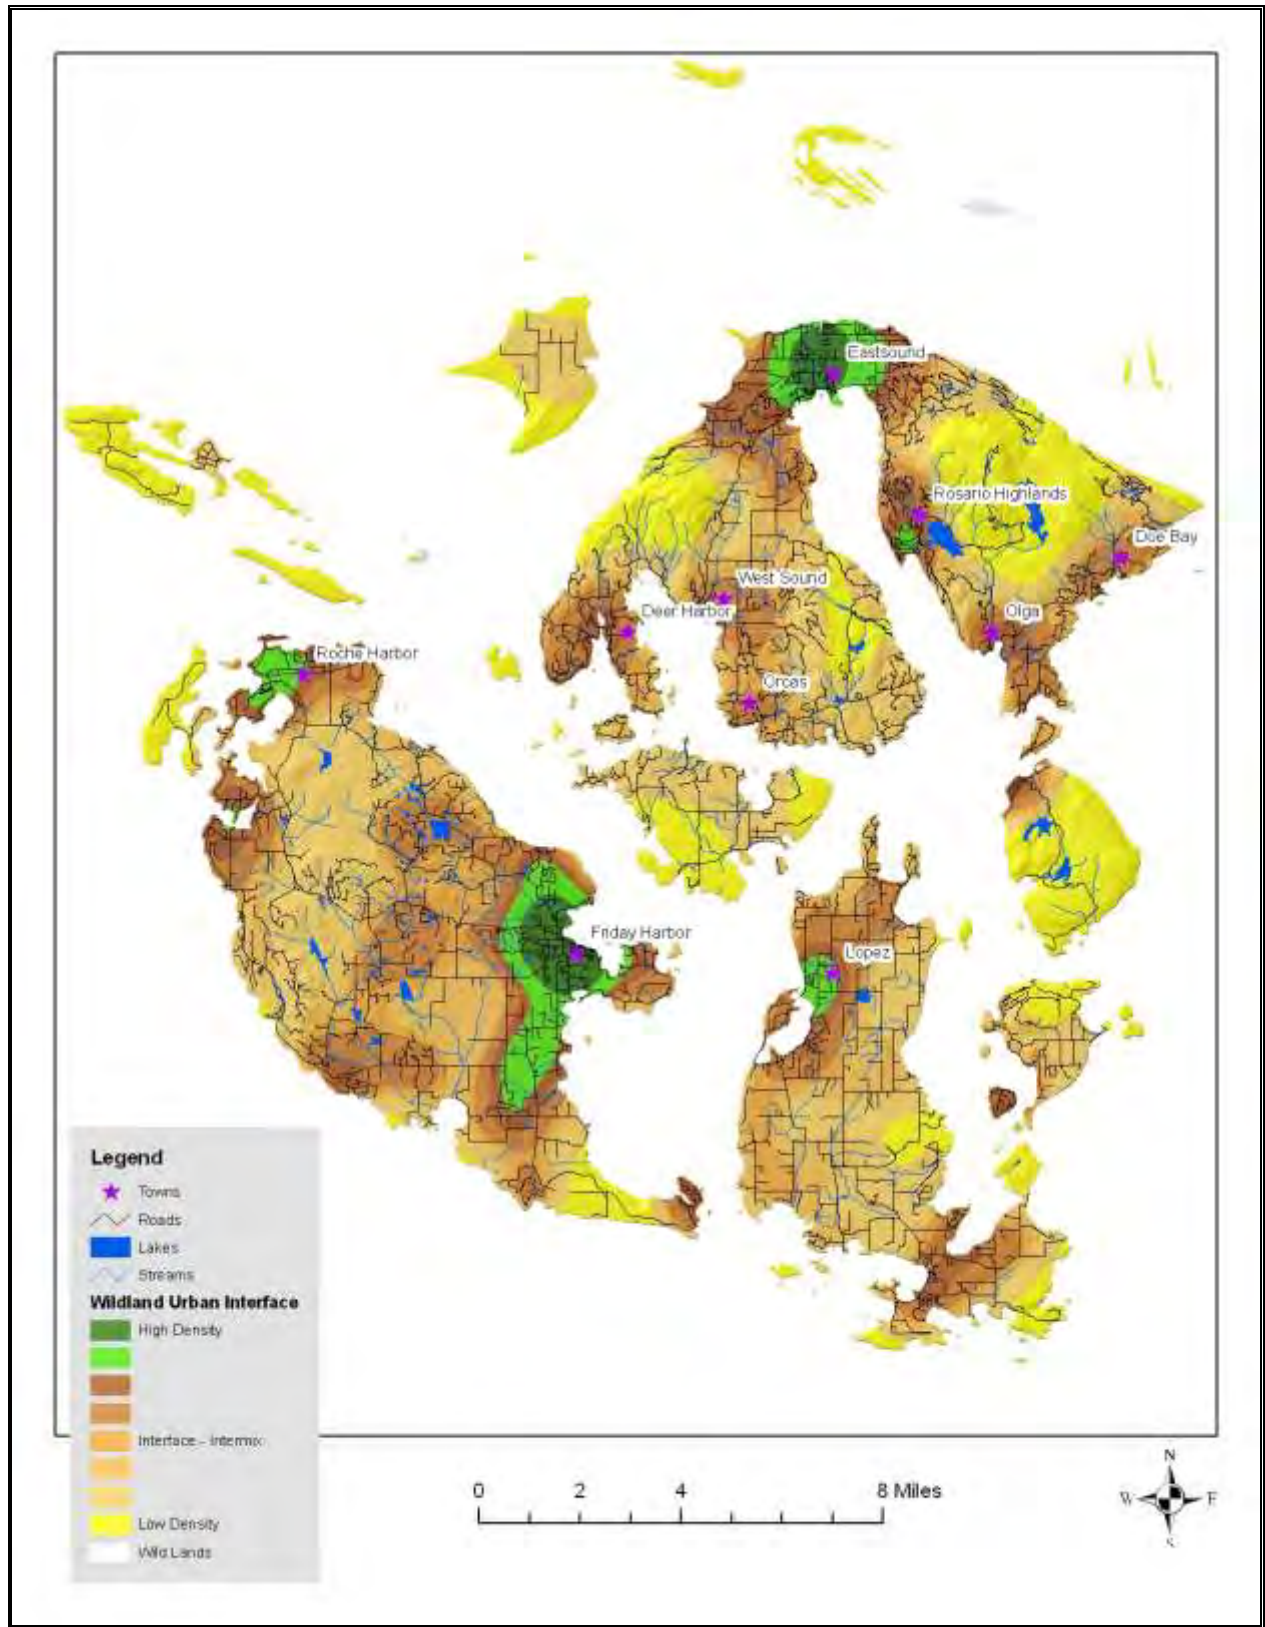 Eastsound
Rosario Highlands
Doe Bay
West Sound
Deer Harbor
Olga
Roche Harbor
Orcas
Friday Harbor
Lopez
Legend
Towns
Roads
Lakes
Streams
Wildland Urban Interface
High Density
Interface - Intermix
Low Density
Wild Lands
0 2 4 8 Miles
N
W E
S